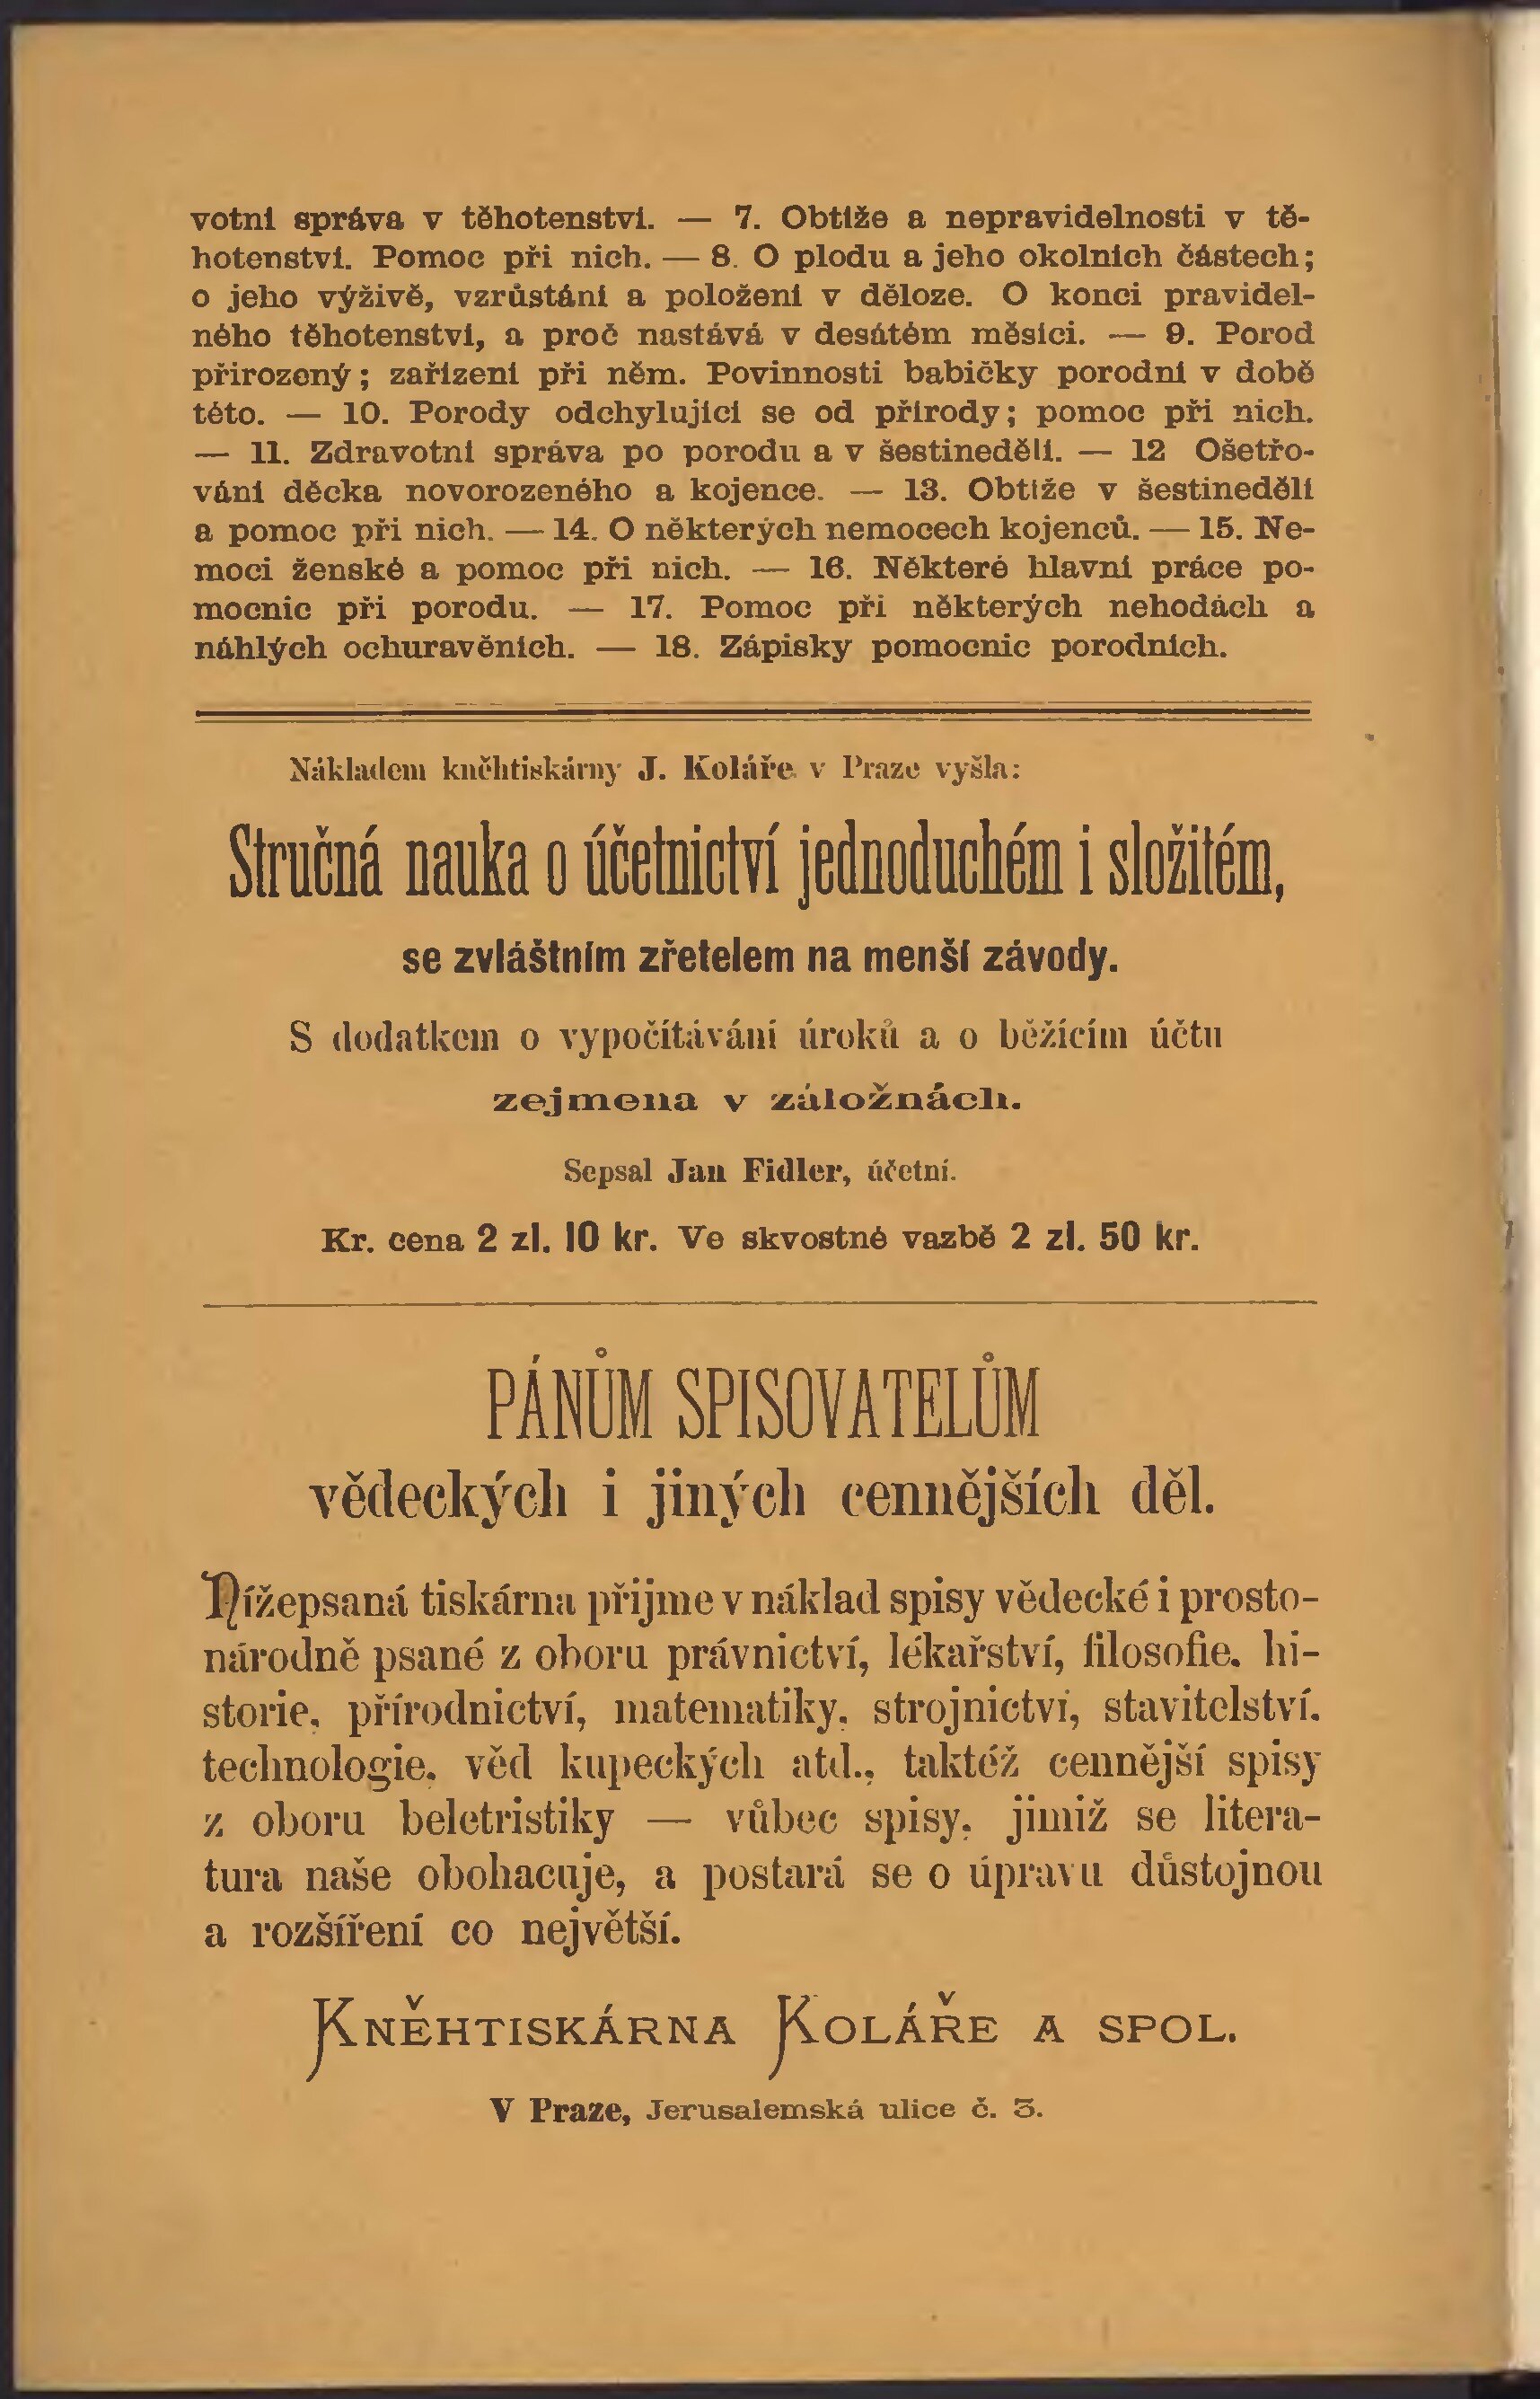 votní správa v těhotenství. — 7. Obtíže a nepravidelnosti v tě-
hotenství. Pomoc při nich. — 8. O plodu a jeho okolních částech;
o jeho výživě, vzrůstání a položení v děloze. O konci pravidel-
ného těhotenství, a proč nastává v desátém měsíci. — 9. Porod
přirozený; zařízení při něm. Povinnosti babičky porodní v době
této. — 10. Porody odchylující se od přírody; pomoc při nich.
— 11. Zdravotní správa po porodu a v šestinedělí. — 12 Ošetřo-
vání děcka novorozeného a kojence. — 13. Obtíže v šestinedělí
a pomoc při nich. — 14. O některých nemocech kojenců. — 15. Ne-
moci ženské a pomoc při nich. — 16. Některé hlavní práce po-
mocnic při porodu. — 17. Pomoc při některých nehodách a
náhlých ochuravěních. — 18. Zápisky pomocnic porodních.
Nákladem kněhtiskárny J. Koláře v Praze vyšla:
Stručná nauka o účetnictví jednoduchém i složitém,
se zvláštním zřetelem na menší závody.
S dodatkem o vypočítávání úroků a o běžícím účtu
zejmena v záložnách.
Sepsal Jan Fidler, účetní.
Kr. cena 2 zl. 10 kr. Ve skvostné vazbě 2 zl. 50 kr.
PÁNŮM SPISOVATELŮM
vědeckých i jiných cennějších děl.
Nížepsaná tiskárna přijme v náklad spisy vědecké i prosto-
národně psané z oboru právnictví, lékařství, filosofie, hi-
storie, přírodnictví, matematiky, strojnictví, stavitelství,
technologie, věd kupeckých atd., taktéž cennější spisy
z oboru beletristiky — vůbec spisy, jimiž se litera-
tura naše obohacuje, a postará se o úpravu důstojnou
a rozšíření co největší.
KNĚHTISKÁRNA KOLÁŘE A SPOL.
V Praze, Jerusalemská ulice č. 3.